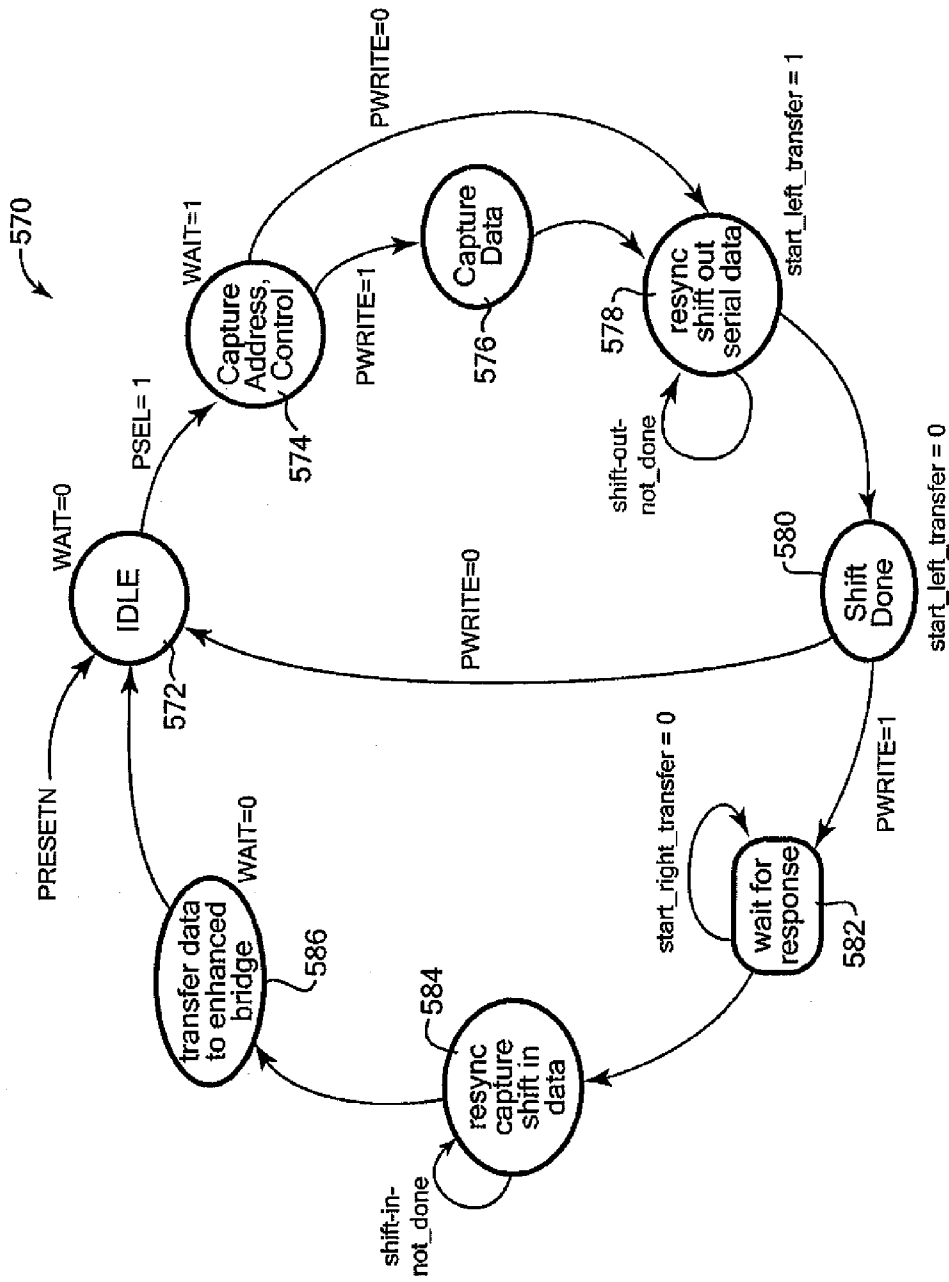 570
WAIT=0
IDLE
572
PRESETN
PSEL= 1
WAIT=1
Capture
Address,
Control
574
PWRITE=0
PWRITE=1
Capture
Data
576
resync
shift out
serial data
578
start_left_transfer = 1
shift-out-
not_done
Shift
Done
580
start_left_transfer = 0
PWRITE=0
PWRITE=1
wait for
response
582
start_right_transfer = 0
resync
capture
shift in
data
584
shift-in-
not_done
transfer data
to enhanced
bridge
586
WAIT=0